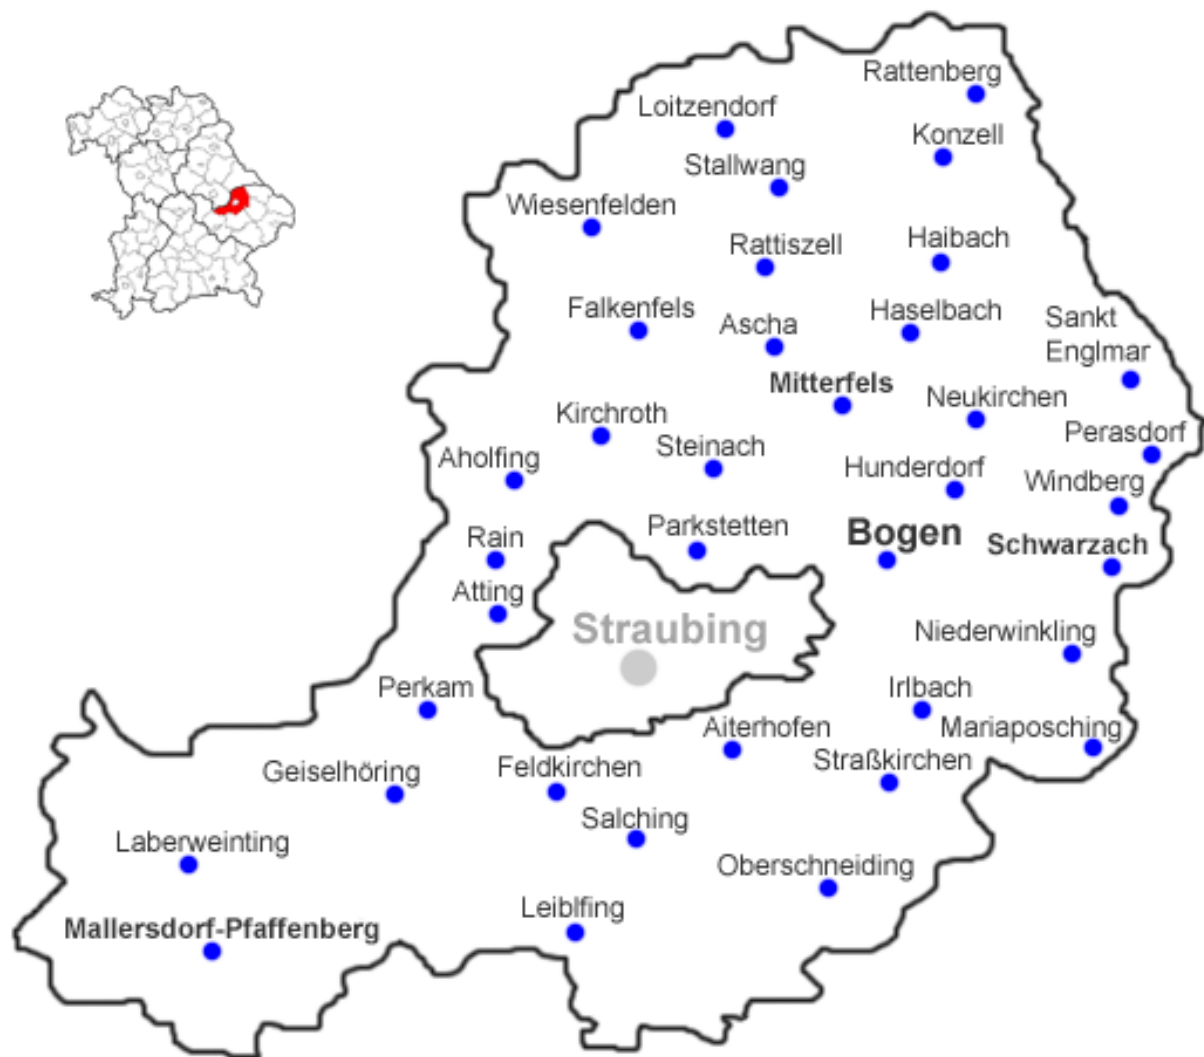 Rattenberg
Loitzendorf
Konzell
Stallwang
Wiesenfelden
Rattiszell
Haibach
Falkenfels
Ascha
Haselbach
Sankt
Englmar
Mitterfels
Neukirchen
Kirchroth
Perasdorf
Steinach
Aholfing
Hunderdorf
Windberg
Parkstetten
Bogen
Rain
Schwarzach
Atting
Straubing
Niederwinkling
Perkam
Irlbach
Aiterhofen
Mariaposching
Straßkirchen
Feldkirchen
Geiselhöring
Salching
Laberweinting
Oberschneiding
Leiblfing
Mallersdorf-Pfaffenberg